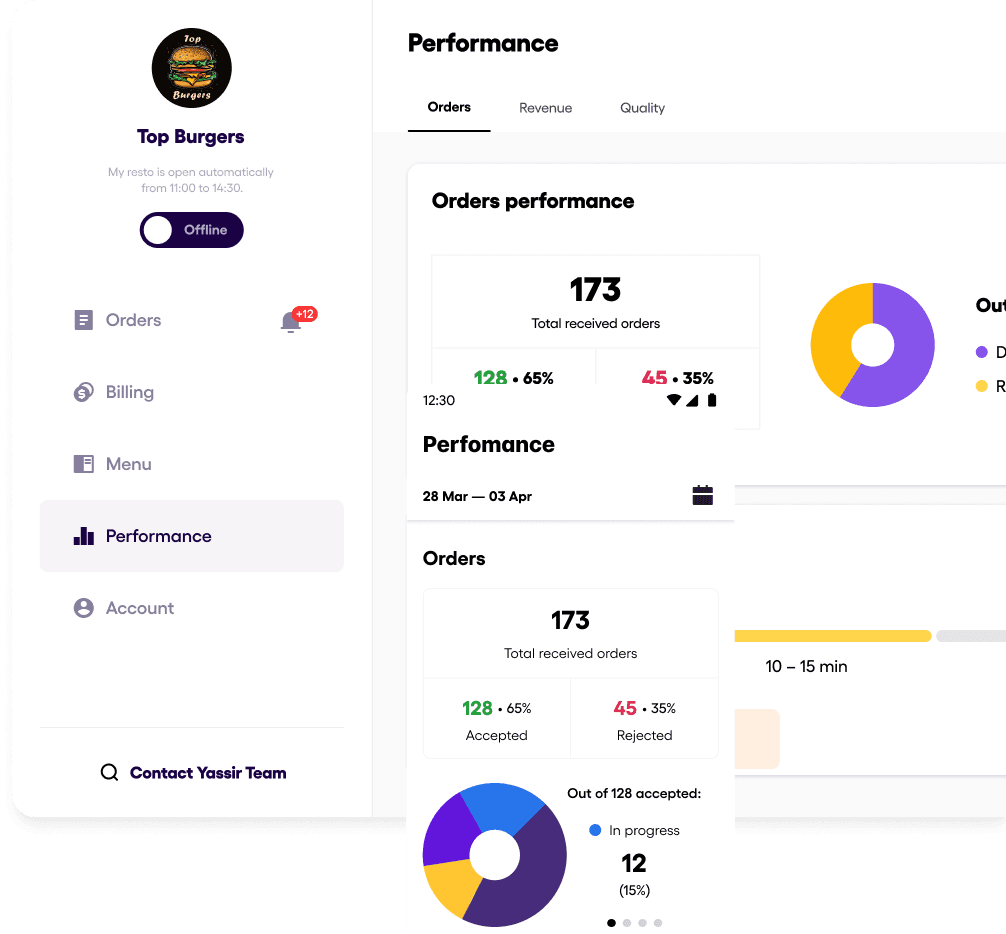 Top
Burgers
Top Burgers
My resto is open automatically
from 11:00 to 14:30.
Offline
Orders
+12
Billing
Menu
Performance
Account
Contact Yassir Team
Performance
Orders
Revenue
Quality
Orders performance
173
Total received orders
128 • 65%
45 • 35%
Out
D
R
12:30
Perfomance
28 Mar — 03 Apr
Orders
173
Total received orders
128 • 65%
Accepted
45 • 35%
Rejected
Out of 128 accepted:
In progress
12
(15%)
10 – 15 min